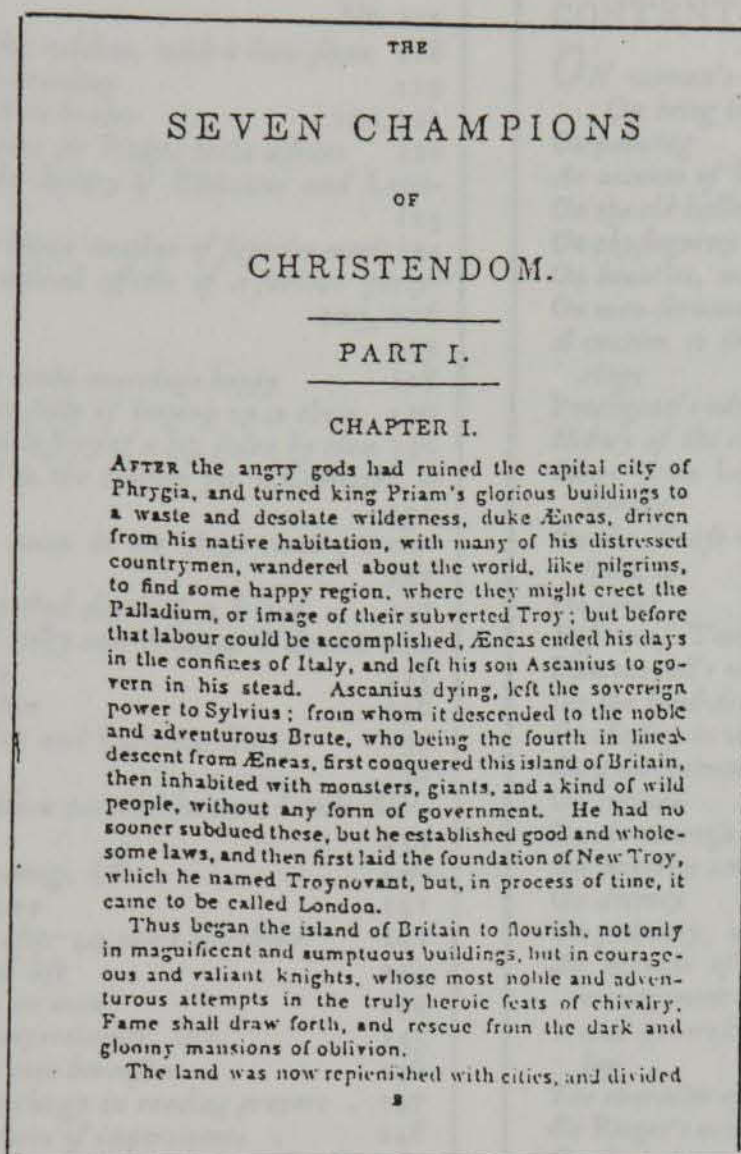 THE
SEVEN CHAMPIONS
OF
CHRISTENDOM.
PART I.
CHAPTER I.
AFTER the angry gods had ruined the capital city of
Phrygia, and turned king Priam's glorious buildings to
a waste and desolate wilderness, duke Æneas, driven
from his native habitation, with many of his distressed
countrymen, wandered about the world, like pilgrims,
to find some happy region, where they might erect the
Palladium, or image of their subverted Troy; but before
that labour could be accomplished, Æneas ended his days
in the confines of Italy, and left his son Ascanius to go-
vern in his stead. Ascanius dying, left the sovereign
power to Sylvius; from whom it descended to the noble
and adventurous Brute, who being the fourth in lineal
descent from Æneas, first conquered this island of Britain,
then inhabited with monsters, giants, and a kind of wild
people, without any form of government. He had no
sooner subdued these, but he established good and whole-
some laws, and then first laid the foundation of New Troy,
which he named Troynovant, but, in process of time, it
came to be called London.
Thus began the island of Britain to flourish, not only
in magnificent and sumptuous buildings, but in courage-
ous and valiant knights, whose most noble and adven-
turous attempts in the truly heroic feats of chivalry,
Fame shall draw forth, and rescue from the dark and
gloomy mansions of oblivion.
The land was now replenished with cities, and divided